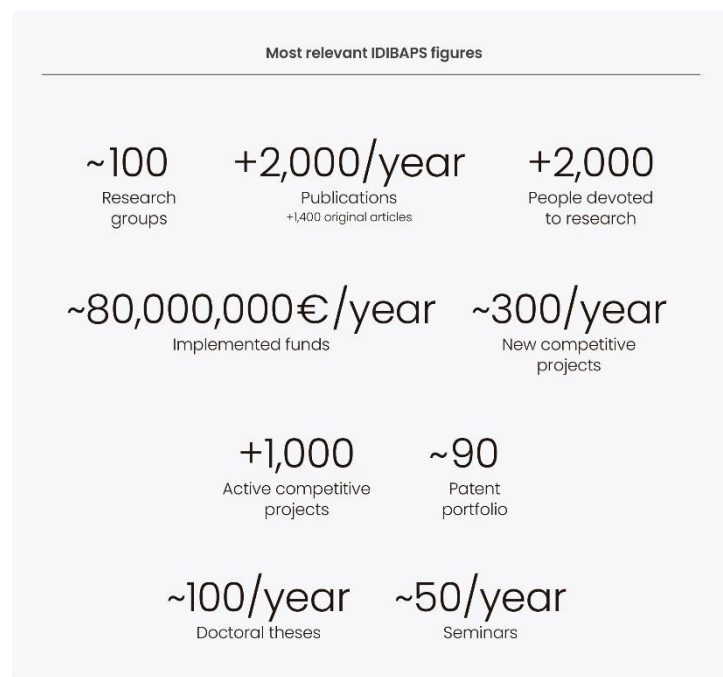 Most relevant IDIBAPS figures
~100
Research
groups
+2,000/year
Publications
+1,400 original articles
+2,000
People devoted
to research
~80,000,000€/year
Implemented funds
~300/year
New competitive
projects
+1,000
Active competitive
projects
~90
Patent
portfolio
~100/year
Doctoral theses
~50/year
Seminars